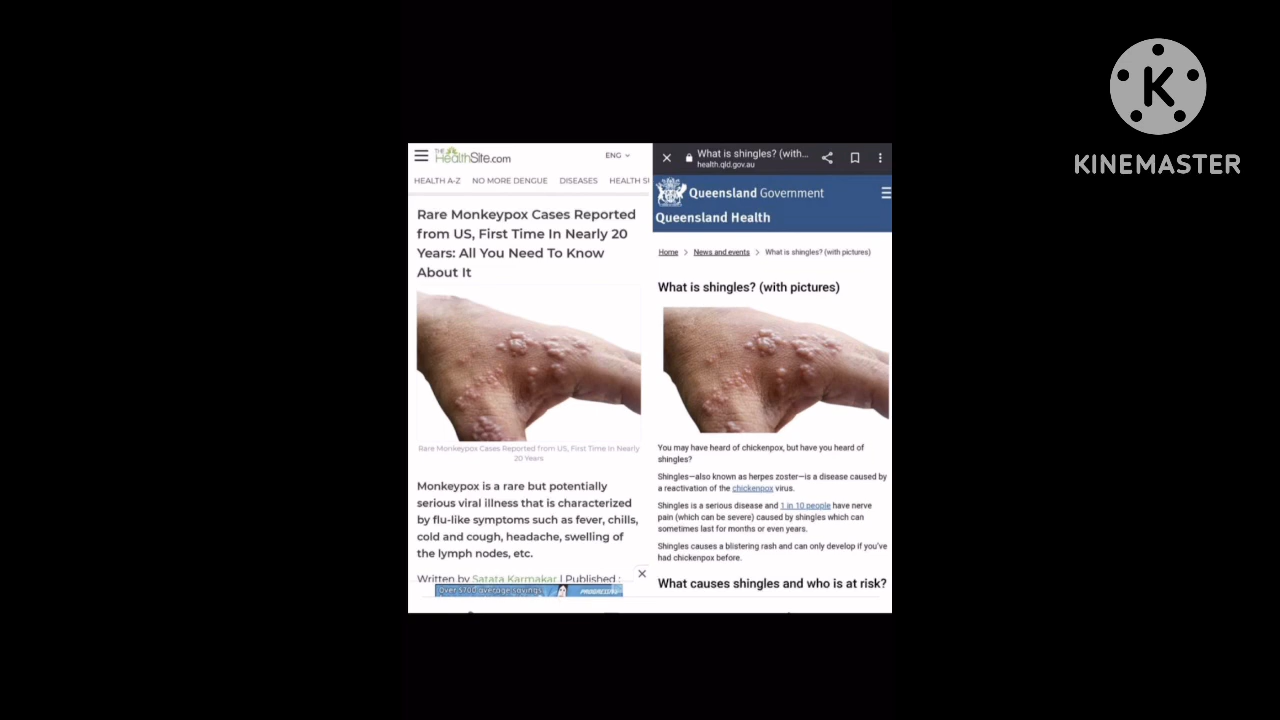 THE
HealthSite.com
ENG
HEALTH A-Z NO MORE DENGUE DISEASES HEALTH
Rare Monkeypox Cases Reported
from US, First Time In Nearly 20
Years: All You Need To Know
About It
Rare Monkeypox Cases Reported from US, First Time In Nearly
20 Years
Monkeypox is a rare but potentially
serious viral illness that is characterized
by flu-like symptoms such as fever, chills,
cold and cough, headache, swelling of
the lymph nodes, etc.
Written by Satata Karmakar | Published :
Over $700 average savings
PROGRESSIVE
What is shingles? (with...
health.qld.gov.au
Queensland Government
Queensland Health
Home > News and events > What is shingles? (with pictures)
What is shingles? (with pictures)
You may have heard of chickenpox, but have you heard of
shingles?
Shingles—also known as herpes zoster—is a disease caused by
a reactivation of the chickenpox virus.
Shingles is a serious disease and 1 in 10 people have nerve
pain (which can be severe) caused by shingles which can
sometimes last for months or even years.
Shingles causes a blistering rash and can only develop if you've
had chickenpox before.
What causes shingles and who is at risk?
K
KINEMASTER